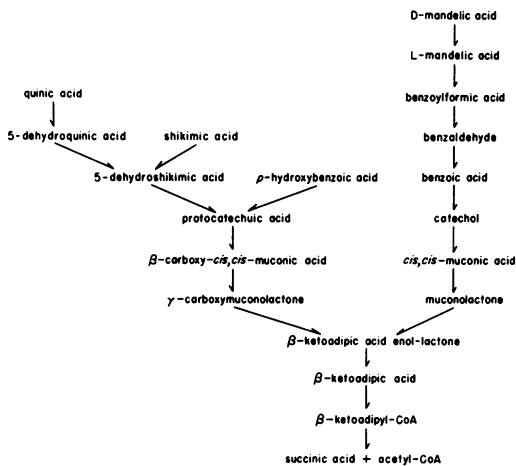 D-mandelic acid
L-mandelic acid
quinic acid
benzoylformic acid
5-dehydroquinic acid
shikimic acid
benzaldehyde
5-dehydroshikimic acid
p-hydroxybenzoic acid
benzoic acid
protocatechuic acid
catechol
β-carboxy-cis,cis-muconic acid
cis,cis-muconic acid
γ-carboxymuconolactone
muconolactone
β-ketoadipic acid enol-lactone
β-ketoadipic acid
β-ketoadipyl-CoA
succinic acid + acetyl-CoA